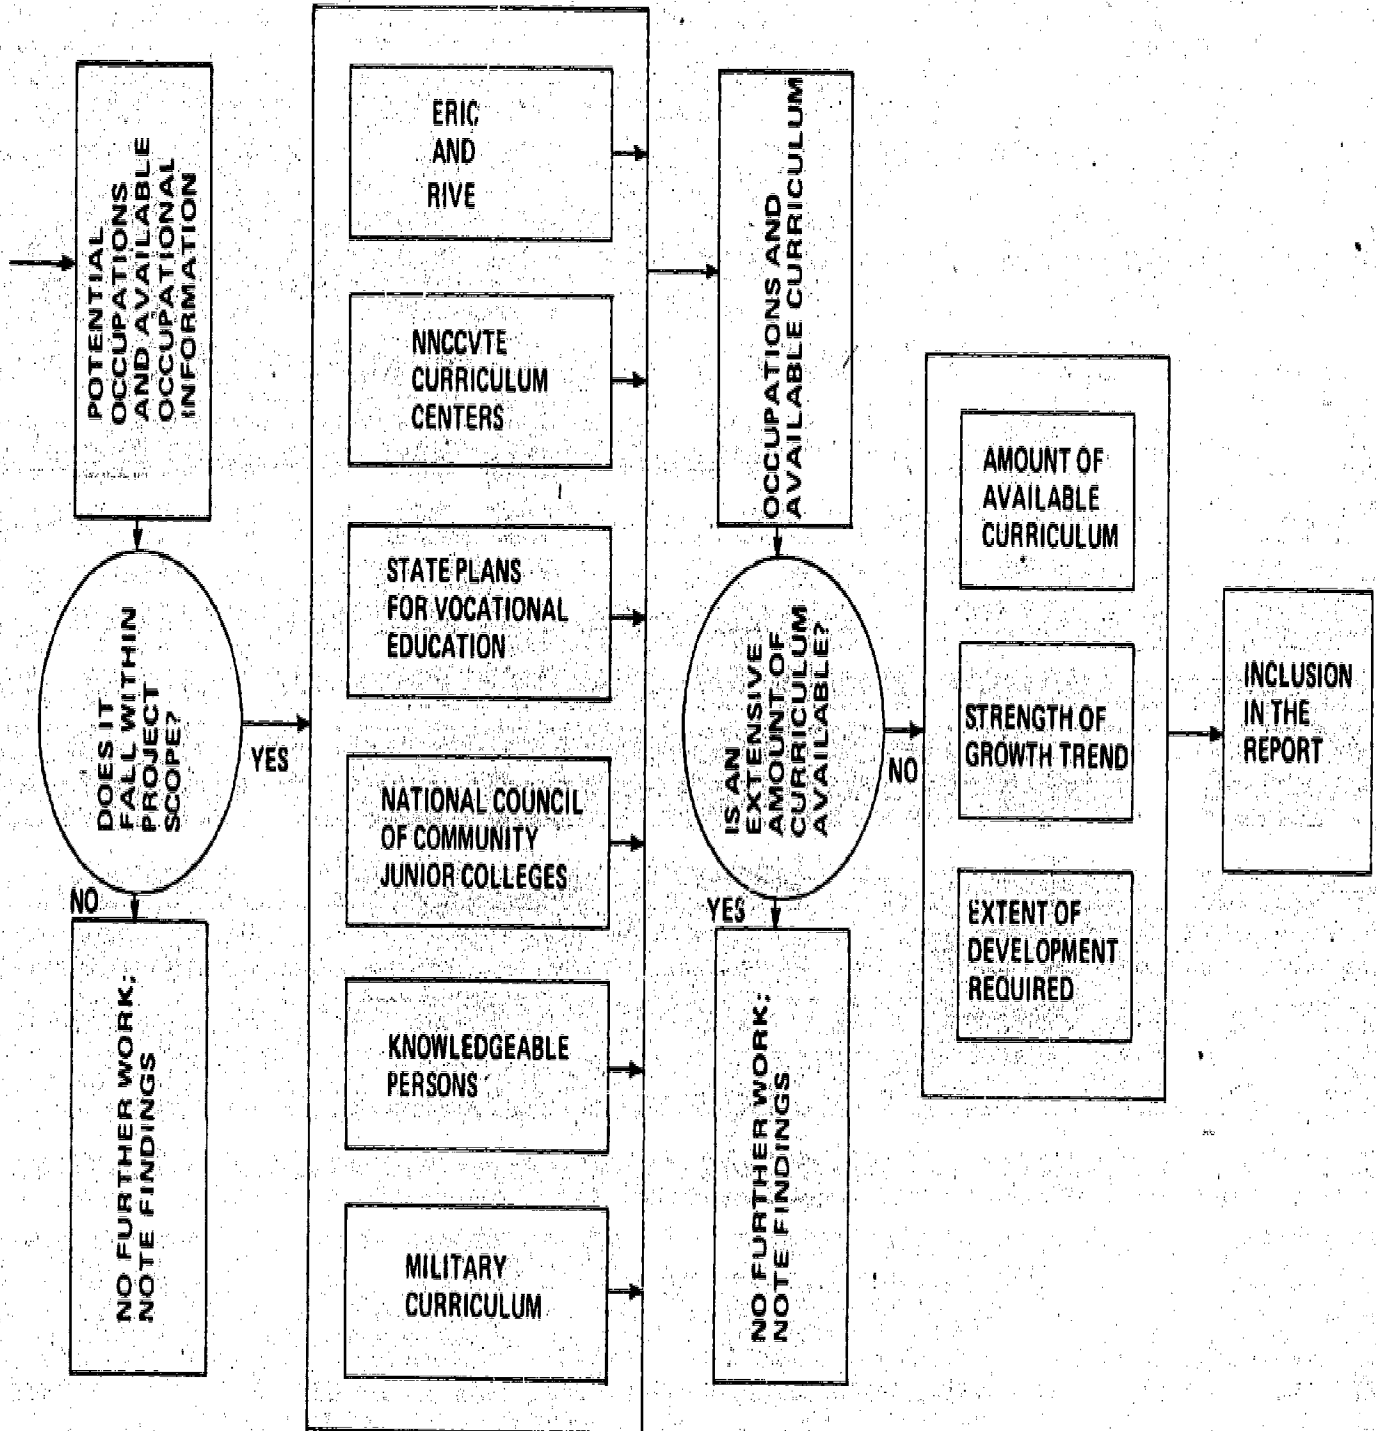 POTENTIAL
OCCUPATIONS
AND AVAILABLE
OCCUPATIONAL
INFORMATION
DOES IT
FALL WITHIN
PROJECT
SCOPE?
YES
NO
NO FURTHER WORK;
NOTE FINDINGS
ERIC
AND
RIVE
NNCCVTE
CURRICULUM
CENTERS
STATE PLANS
FOR VOCATIONAL
EDUCATION
NATIONAL COUNCIL
OF COMMUNITY
JUNIOR COLLEGES
KNOWLEDGEABLE
PERSONS
MILITARY
CURRICULUM
OCCUPATIONS AND
AVAILABLE CURRICULUM
IS AN
EXTENSIVE
AMOUNT OF
CURRICULUM
AVAILABLE?
NO
YES
NO FURTHER WORK;
NOTE FINDINGS
AMOUNT OF
AVAILABLE
CURRICULUM
STRENGTH OF
GROWTH TREND
EXTENT OF
DEVELOPMENT
REQUIRED
INCLUSION
IN THE
REPORT